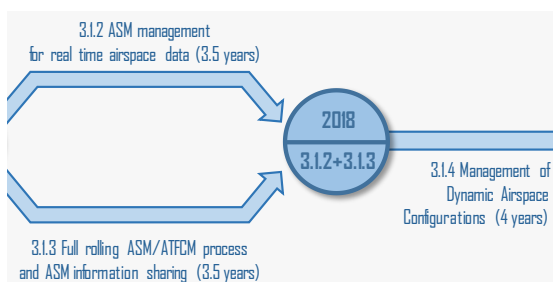 3.1.2 ASM management
for real time airspace data (3.5 years)
2018
3.1.2+3.1.3
3.1.4 Management of
Dynamic Airspace
Configurations (4 years)
3.1.3 Full rolling ASM/ATFCM process
and ASM information sharing (3.5 years)